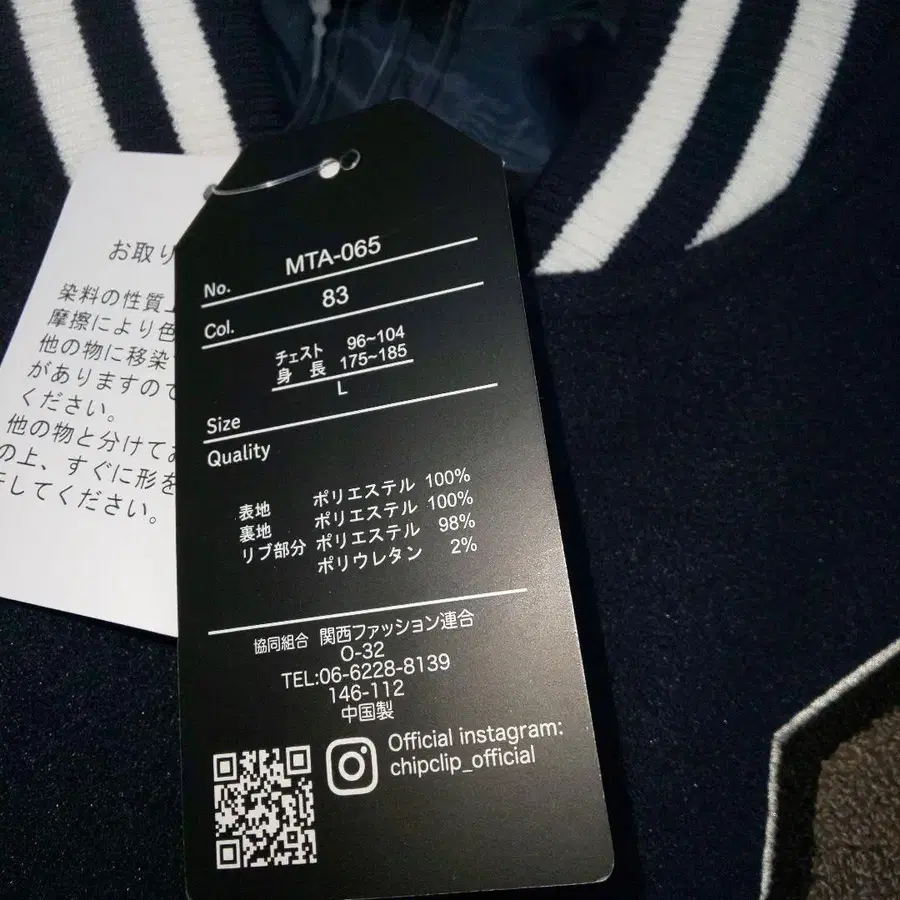 No. MTA-065
Col. 83
チェスト 96~104
身 長 175~185
L
Size
Quality
表地 ポリエステル 100%
裏地 ポリエステル 100%
リブ部分 ポリエステル 98%
ポリウレタン 2%
協同組合 関西ファッション連合
O-32
TEL:06-6228-8139
146-112
中国製
Official instagram:
chipclip_official
お取り
染料の性質
摩擦により色
他の物に移染
がありますので
ください。
他の物と分けて
の上、すぐに形を
してください。